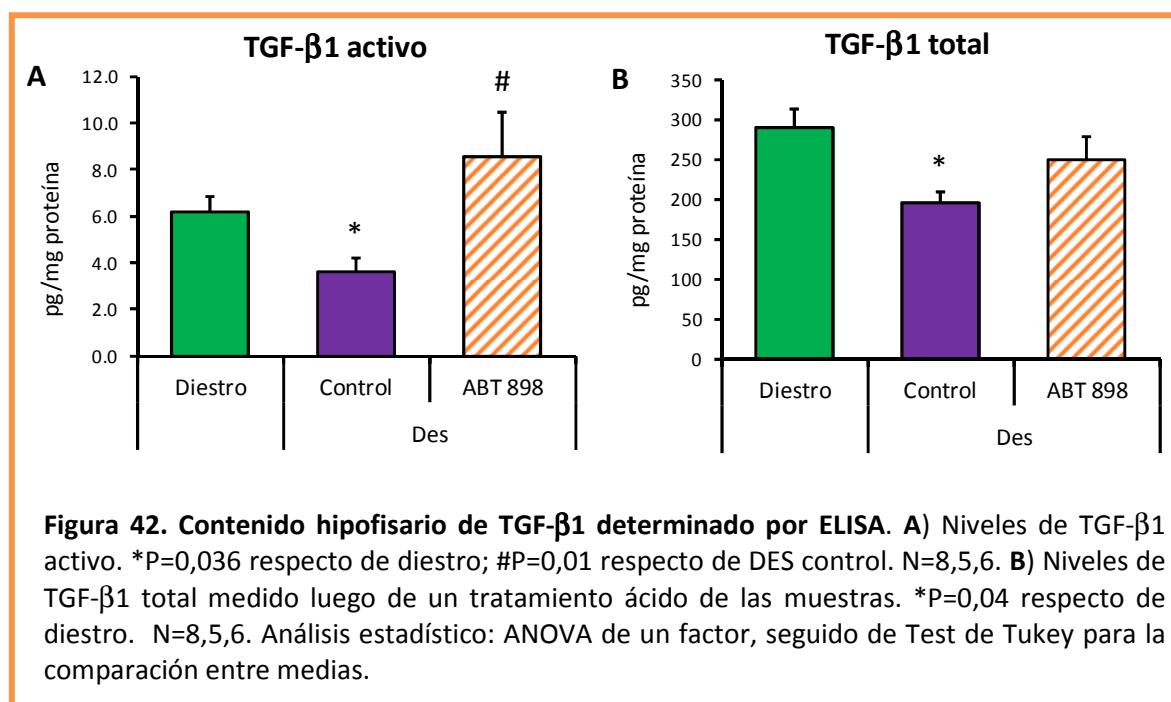 TGF-β1 activo
A
12.0
10.0
8.0
6.0
4.0
2.0
0.0
pg/mg proteína
*
#
Diestro Control ABT 898
Des
TGF-β1 total
B
350
300
250
200
150
100
50
0
pg/mg proteína
*
Diestro Control ABT 898
Des
Figura 42. Contenido hipofisario de TGF-β1 determinado por ELISA. A) Niveles de TGF-β1
activo. *P=0,036 respecto de diestro; #P=0,01 respecto de DES control. N=8,5,6. B) Niveles de
TGF-β1 total medido luego de un tratamiento ácido de las muestras. *P=0,04 respecto de
diestro. N=8,5,6. Análisis estadístico: ANOVA de un factor, seguido de Test de Tukey para la
comparación entre medias.